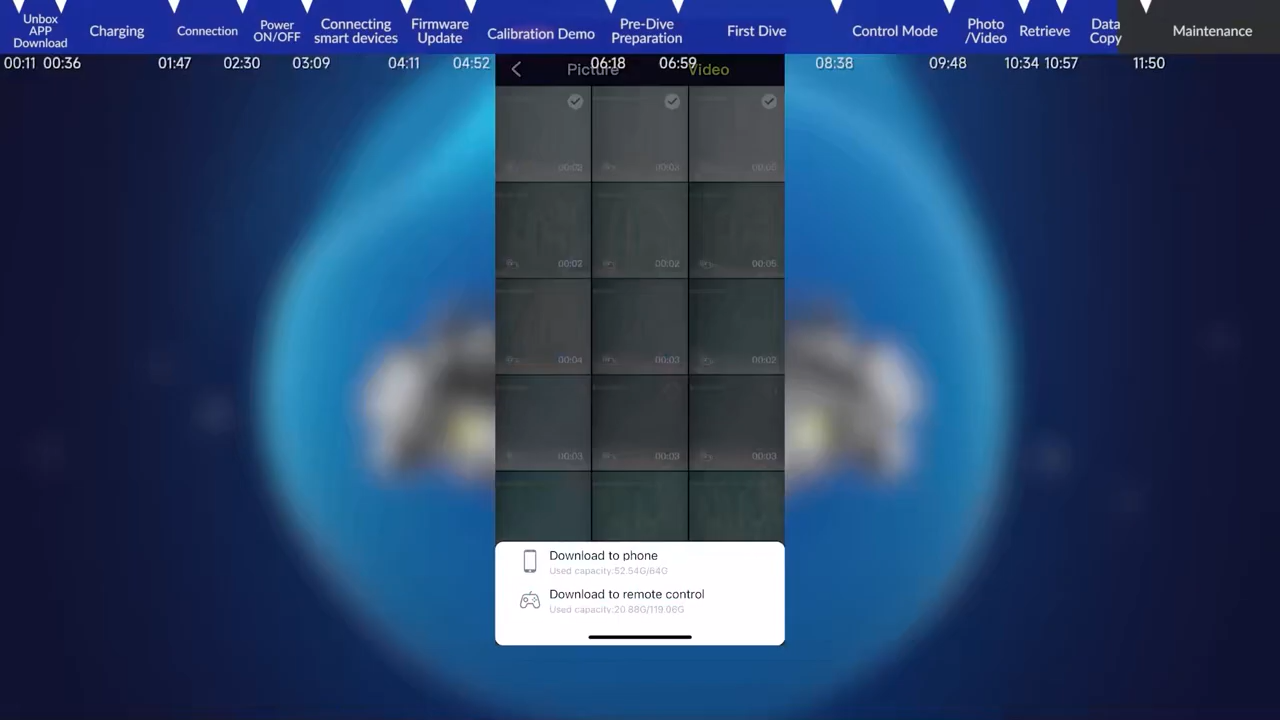 Unbox
APP
Download
Charging
Connection
Power
ON/OFF
Connecting
smart devices
Firmware
Update
Calibration Demo
Pre-Dive
Preparation
First Dive
Control Mode
Photo
/Video
Retrieve
Data
Copy
Maintenance
00:11 00:36 01:47 02:30 03:09 04:11 04:52 06:18 06:59 08:38 09:48 10:34 10:57 11:50
Picture Video
00:02 00:03
00:02 00:02 00:05
00:04 00:03 00:02
00:03 00:03 00:03
Download to phone
Used capacity:52.54G/64G
Download to remote control
Used capacity:20.88G/119.06G